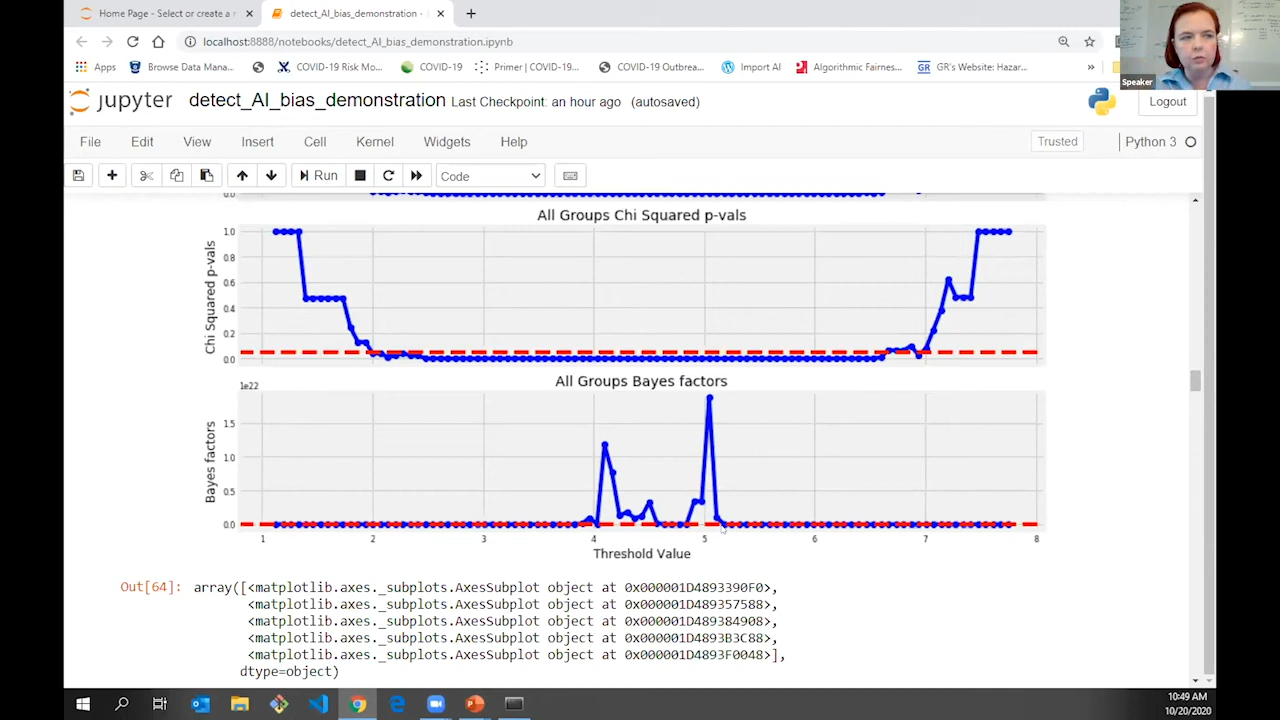 Home Page - Select or create a n
detect_AI_bias_demonstration -
localhost:8888/notebooks/detect_AI_bias_demonstration.ipynb
Apps
Browse Data Mana...
COVID-19 Risk Mo...
COVID-19
Primer | COVID-19...
COVID-19 Outbrea...
Import AI
Algorithmic Fairnes...
GR
GR's Website: Hazar...
»
Speaker
jupyter
detect_AI_bias_demonstration
Last Checkpoint: an hour ago
(autosaved)
Logout
File
Edit
View
Insert
Cell
Kernel
Widgets
Help
Trusted
Python 3
Run
Code
0.0
All Groups Chi Squared p-vals
Chi Squared p-vals
1.0
0.8
0.6
0.4
0.2
0.0
1e22
All Groups Bayes factors
Bayes factors
1.5
1.0
0.5
0.0
1 2 3 4 5 6 7 8
Threshold Value
Out[64]: array([<matplotlib.axes._subplots.AxesSubplot object at 0x000001D4893390F0>,
<matplotlib.axes._subplots.AxesSubplot object at 0x000001D489357588>,
<matplotlib.axes._subplots.AxesSubplot object at 0x000001D489384908>,
<matplotlib.axes._subplots.AxesSubplot object at 0x000001D4893B3C88>,
<matplotlib.axes._subplots.AxesSubplot object at 0x000001D4893F0048>],
dtype=object)
10:49 AM
10/20/2020